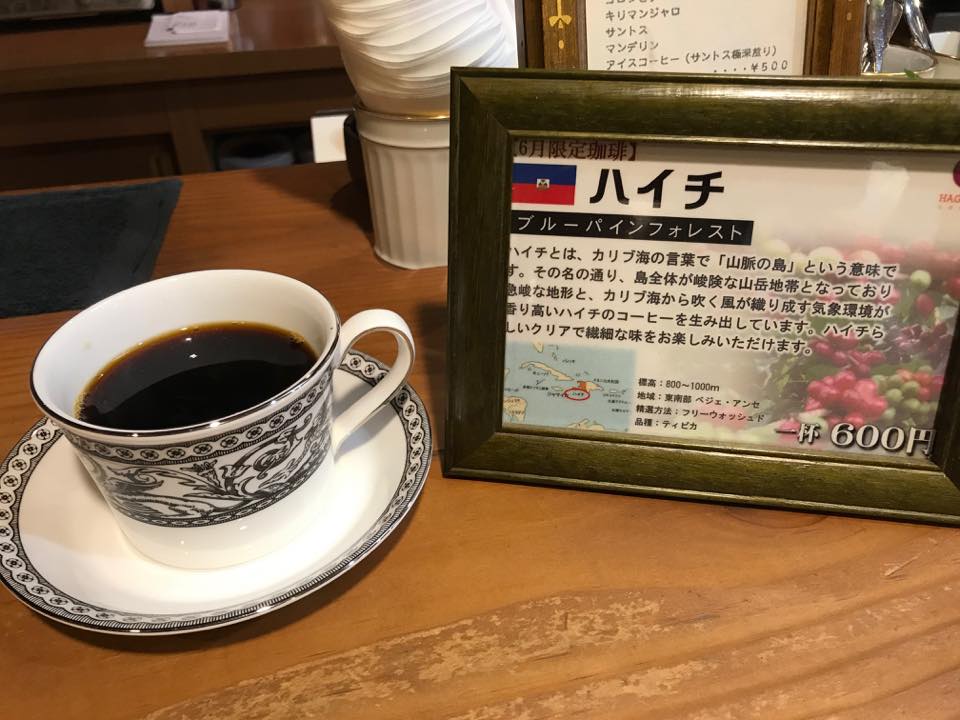 キリマンジャロ
サントス
マンデリン
アイスコーヒー（サントス極深煎り）
....¥500
【6月限定珈琲】
ハイチ
HAG
ブルーパインフォレスト
ハイチとは、カリブ海の言葉で「山脈の島」という意味で
す。その名の通り、島全体が峻険な山岳地帯となっており
急峻な地形と、カリブ海から吹く風が織り成す気象環境が
香り高いハイチのコーヒーを生み出しています。ハイチら
しいクリアで繊細な味をお楽しみいただけます。
標高：800〜1000m
地域：東南部 ベジェ・アンセ
精選方法：フリーウォッシュド
品種：ティピカ
一杯 600円